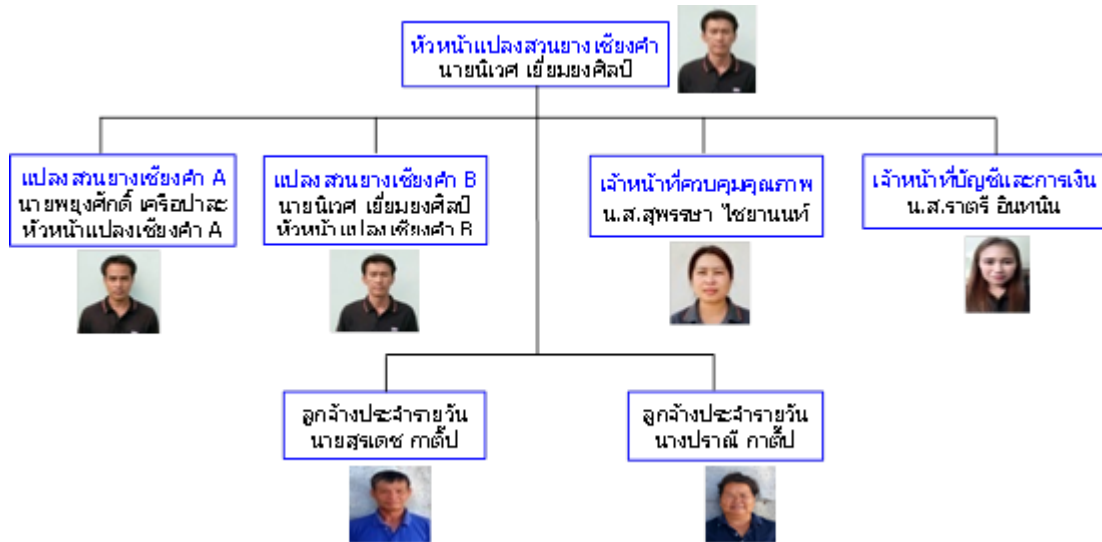 หัวหน้าแปลงสวนยางเชียงคำ
นายนิเวศ เยี่ยมยงศิลป์
แปลงสวนยางเชียงคำ A
นายพยุงศักดิ์ เครือปาละ
หัวหน้าแปลงเชียงคำ A
แปลงสวนยางเชียงคำ B
นายนิเวศ เยี่ยมยงศิลป์
หัวหน้าแปลงเชียงคำ B
เจ้าหน้าที่ควบคุมคุณภาพ
น.ส.สุพรรษา ไชยานนท์
เจ้าหน้าที่บัญชีและการเงิน
น.ส.ราตรี อินทนิน
ลูกจ้างประจำรายวัน
นายสุรเดช กาตี๊ป
ลูกจ้างประจำรายวัน
นางปราณี กาตี๊ป